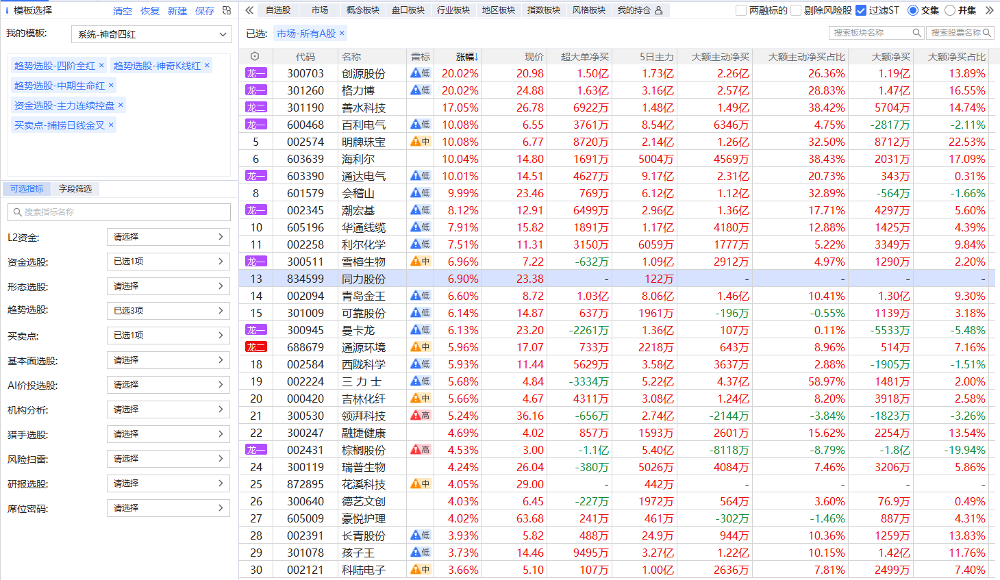 模板选择 清空 恢复 新建 保存
我的模板: 系统-神奇四红
趋势选股-四阶全红 × 趋势选股-神奇K线红 ×
趋势选股-中期生命红 ×
资金选股-主力连续控盘 ×
买卖点-捕捞日线金叉 ×
可选指标 字段筛选
搜索指标名称
L2资金: 请选择
资金选股: 已选1项
形态选股: 请选择
趋势选股: 已选3项
买卖点: 已选1项
基本面选股: 请选择
AI价投选股: 请选择
机构分析: 请选择
猎手选股: 请选择
风险扫雷: 请选择
研报选股: 请选择
席位密码: 请选择
自选股 市场 概念板块 盘口板块 行业板块 地区板块 指数板块 风格板块 我的持仓 两融标的 剔除风险股 过滤ST 交集 并集
已选: 市场-所有A股 × 搜索板块名称 搜索股票名称
代码 名称 雷标 涨幅↓ 现价 超大单净买 5日主力 大额主动净买 大额主动净买占比 大额净买 大额净买占比
龙一 300703 创源股份 低 20.02% 20.98 1.50亿 1.73亿 2.26亿 26.36% 1.19亿 13.89%
龙一 301260 格力博 低 20.02% 24.88 1.63亿 3.16亿 2.57亿 28.83% 1.47亿 16.55%
龙二 301190 善水科技 17.05% 26.78 6922万 1.48亿 1.49亿 38.42% 5704万 14.74%
龙一 600468 百利电气 低 10.08% 6.55 3761万 8.54亿 6346万 4.75% -2817万 -2.11%
5 002574 明牌珠宝 中 10.08% 6.77 8720万 2.14亿 1.26亿 32.50% 8712万 22.53%
6 603639 海利尔 10.04% 14.80 1691万 5004万 4569万 38.43% 2031万 17.09%
龙一 603390 通达电气 低 10.01% 14.51 4627万 9.17亿 2.31亿 20.73% 343万 0.31%
8 601579 会稽山 低 9.99% 23.46 769万 6.12亿 1.12亿 32.89% -564万 -1.66%
龙一 002345 潮宏基 低 8.12% 12.91 6499万 2.96亿 1.36亿 17.71% 4297万 5.60%
10 605196 华通线缆 低 7.91% 15.82 1891万 1.17亿 4180万 12.88% 1425万 4.39%
11 002258 利尔化学 低 7.51% 11.31 3150万 6059万 1777万 5.22% 3349万 9.84%
龙一 300511 雪榕生物 中 6.96% 7.22 -632万 1.09亿 2912万 4.97% 1290万 2.20%
13 834599 同力股份 6.90% 23.38 - 122万 - - - -
14 002094 青岛金王 低 6.60% 8.72 1.03亿 8.06亿 1.46亿 10.41% 1.30亿 9.30%
15 301009 可靠股份 低 6.14% 14.87 637万 1961万 -196万 -0.55% 1139万 3.18%
龙一 300945 曼卡龙 低 6.13% 23.20 -2261万 1.36亿 107万 0.11% -5533万 -5.48%
龙二 688679 通源环境 中 5.96% 17.07 733万 2218万 643万 8.96% 514万 7.16%
18 002584 西陇科学 低 5.93% 11.44 5629万 3.58亿 3637万 2.88% -1905万 -1.51%
19 002224 三 力 士 低 5.68% 4.84 -3334万 5.22亿 4.37亿 58.97% 1481万 2.00%
20 000420 吉林化纤 中 5.66% 4.67 4311万 3.08亿 1.24亿 8.20% 3918万 2.58%
21 300530 领湃科技 高 5.24% 36.16 -656万 2.74亿 -2144万 -3.84% -1823万 -3.26%
22 300247 融捷健康 4.69% 4.02 857万 1593万 2601万 15.62% 2254万 13.54%
龙一 002431 棕榈股份 高 4.53% 3.00 -1.1亿 5.40亿 -8118万 -8.79% -1.8亿 -19.94%
24 300119 瑞普生物 4.24% 26.04 -380万 5026万 4084万 7.46% 3206万 5.86%
25 872895 花溪科技 中 4.05% 29.00 - 442万 - - - -
26 300640 德艺文创 4.03% 6.45 -227万 1972万 564万 3.60% 76.9万 0.49%
27 605009 豪悦护理 4.02% 63.68 241万 461万 -302万 -1.46% 887万 4.31%
28 002391 长青股份 低 3.93% 5.82 488万 24.9万 944万 10.36% 1259万 13.83%
29 301078 孩子王 低 3.73% 14.46 9495万 3.27亿 1.22亿 10.15% 1.42亿 11.76%
30 002121 科陆电子 中 3.66% 5.10 107万 1.00亿 2636万 7.81% 2499万 7.40%